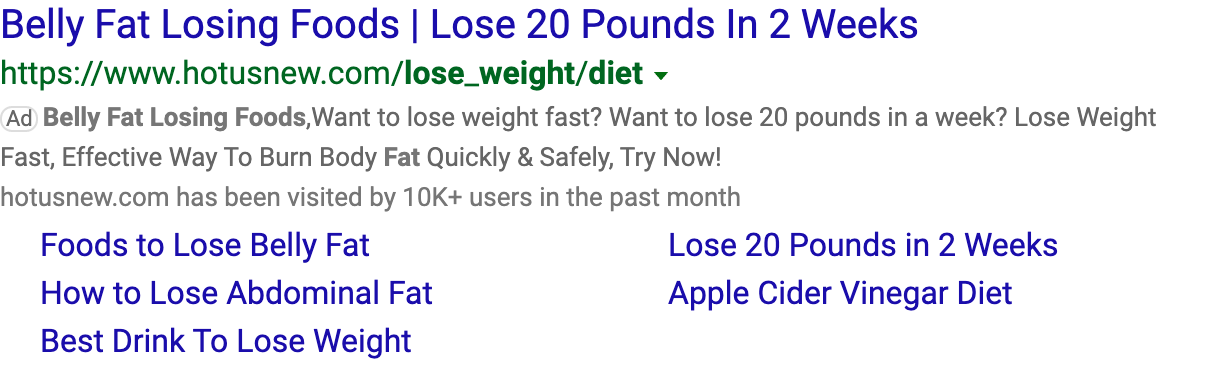 Belly Fat Losing Foods | Lose 20 Pounds In 2 Weeks
https://www.hotusnew.com/lose_weight/diet
Ad Belly Fat Losing Foods,Want to lose weight fast? Want to lose 20 pounds in a week? Lose Weight
Fast, Effective Way To Burn Body Fat Quickly & Safely, Try Now!
hotusnew.com has been visited by 10K+ users in the past month
Foods to Lose Belly Fat
Lose 20 Pounds in 2 Weeks
How to Lose Abdominal Fat
Apple Cider Vinegar Diet
Best Drink To Lose Weight